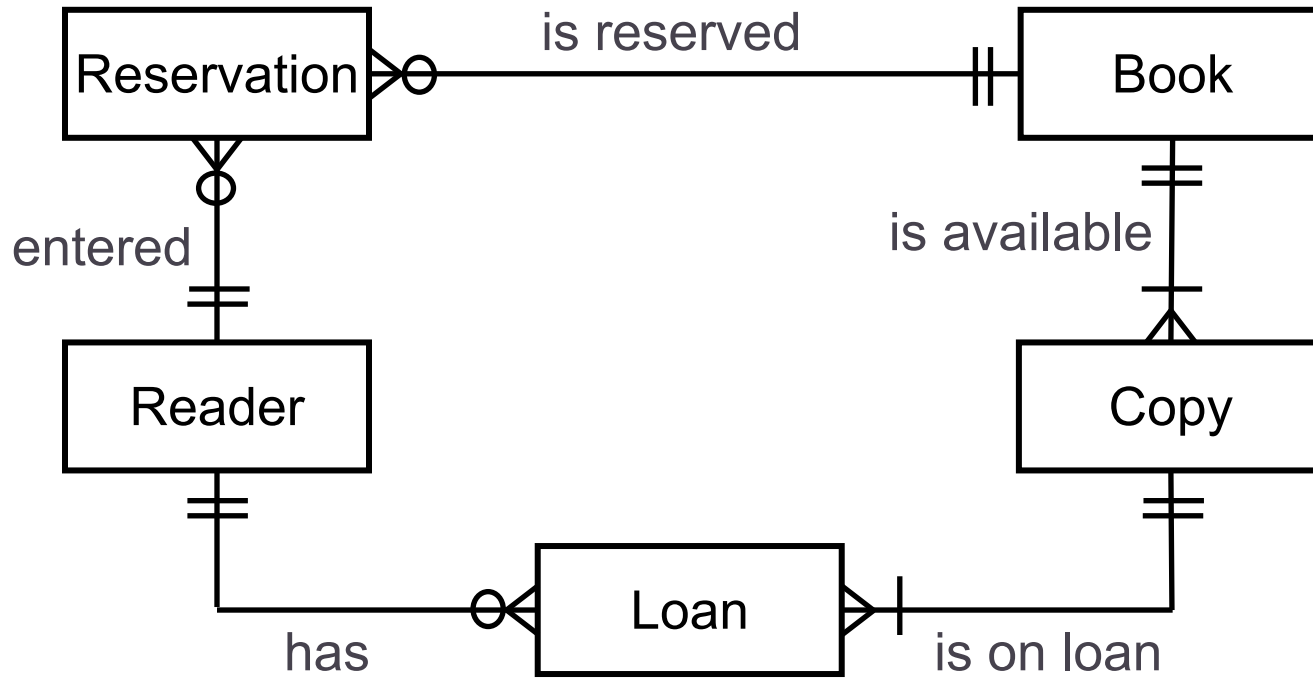 is reserved
Reservation
Book
entered
is available
Reader
Copy
Loan
has
is on loan